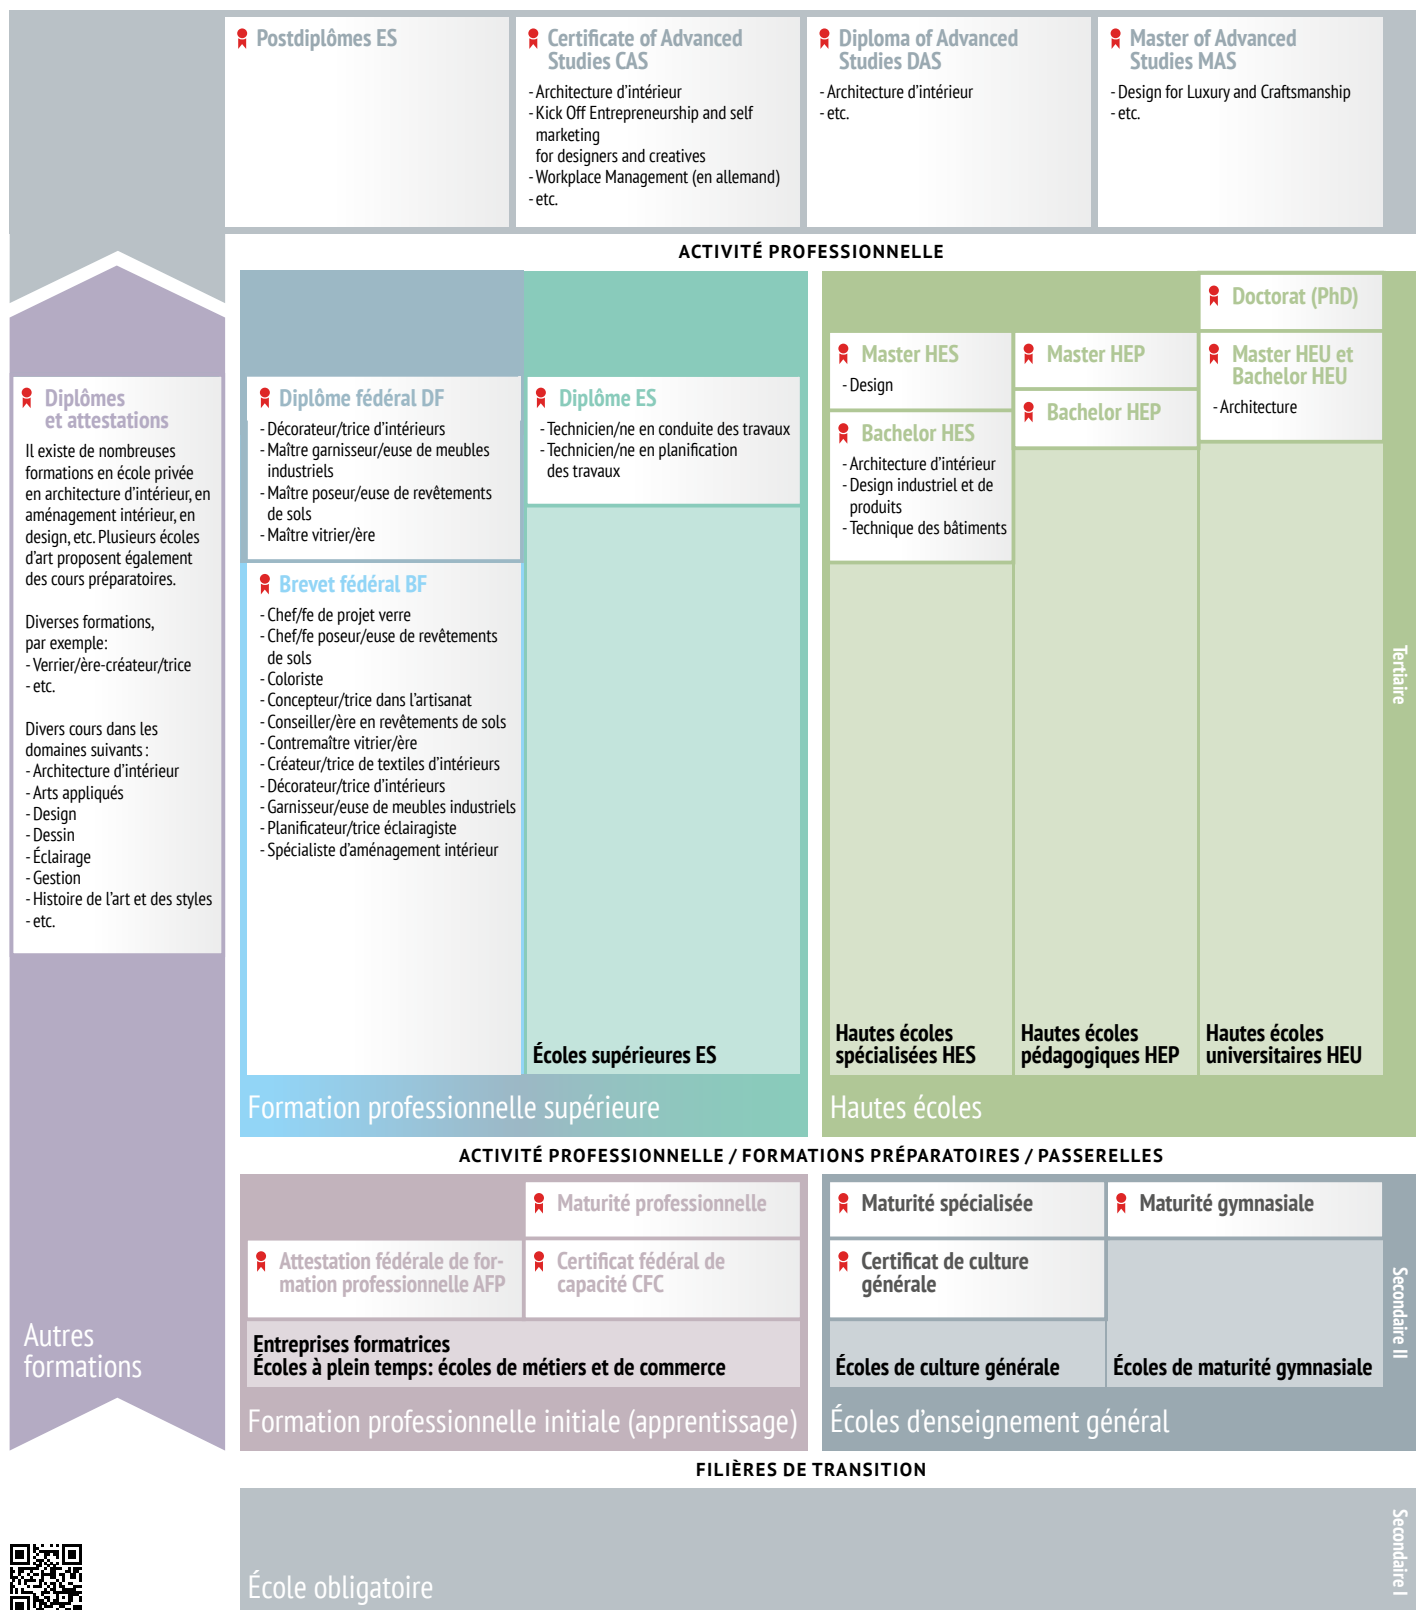 Postdiplômes ES
Certificate of Advanced
Studies CAS
- Architecture d'intérieur
- Kick Off Entrepreneurship and self
marketing
for designers and creatives
- Workplace Management (en allemand)
- etc.
Diploma of Advanced
Studies DAS
- Architecture d'intérieur
- etc.
Master of Advanced
Studies MAS
- Design for Luxury and Craftsmanship
- etc.
ACTIVITÉ PROFESSIONNELLE
Diplômes
et attestations
Il existe de nombreuses
formations en école privée
en architecture d'intérieur, en
aménagement intérieur, en
design, etc. Plusieurs écoles
d'art proposent également
des cours préparatoires.
Diverses formations,
par exemple:
- Verrier/ère-créateur/trice
- etc.
Divers cours dans les
domaines suivants :
- Architecture d'intérieur
- Arts appliqués
- Design
- Dessin
- Éclairage
- Gestion
- Histoire de l'art et des styles
- etc.
Autres
formations
Diplôme fédéral DF
- Décorateur/trice d'intérieurs
- Maître garnisseur/euse de meubles
industriels
- Maître poseur/euse de revêtements
de sols
- Maître vitrier/ère
Brevet fédéral BF
- Chef/fe de projet verre
- Chef/fe poseur/euse de revêtements
de sols
- Coloriste
- Concepteur/trice dans l'artisanat
- Conseiller/ère en revêtements de sols
- Contremaître vitrier/ère
- Créateur/trice de textiles d'intérieurs
- Décorateur/trice d'intérieurs
- Garnisseur/euse de meubles industriels
- Planificateur/trice éclairagiste
- Spécialiste d'aménagement intérieur
Diplôme ES
- Technicien/ne en conduite des travaux
- Technicien/ne en planification
des travaux
Écoles supérieures ES
Formation professionnelle supérieure
Master HES
- Design
Bachelor HES
- Architecture d'intérieur
- Design industriel et de
produits
- Technique des bâtiments
Hautes écoles
spécialisées HES
Master HEP
Bachelor HEP
Hautes écoles
pédagogiques HEP
Doctorat (PhD)
Master HEU et
Bachelor HEU
- Architecture
Hautes écoles
universitaires HEU
Hautes écoles
Tertiaire
ACTIVITÉ PROFESSIONNELLE / FORMATIONS PRÉPARATOIRES / PASSERELLES
Maturité professionnelle
Attestation fédérale de for-
mation professionnelle AFP
Certificat fédéral de
capacité CFC
Entreprises formatrices
Écoles à plein temps: écoles de métiers et de commerce
Formation professionnelle initiale (apprentissage)
Maturité spécialisée
Certificat de culture
générale
Écoles de culture générale
Maturité gymnasiale
Écoles de maturité gymnasiale
Écoles d'enseignement général
Secondaire II
FILIÈRES DE TRANSITION
École obligatoire
Secondaire I